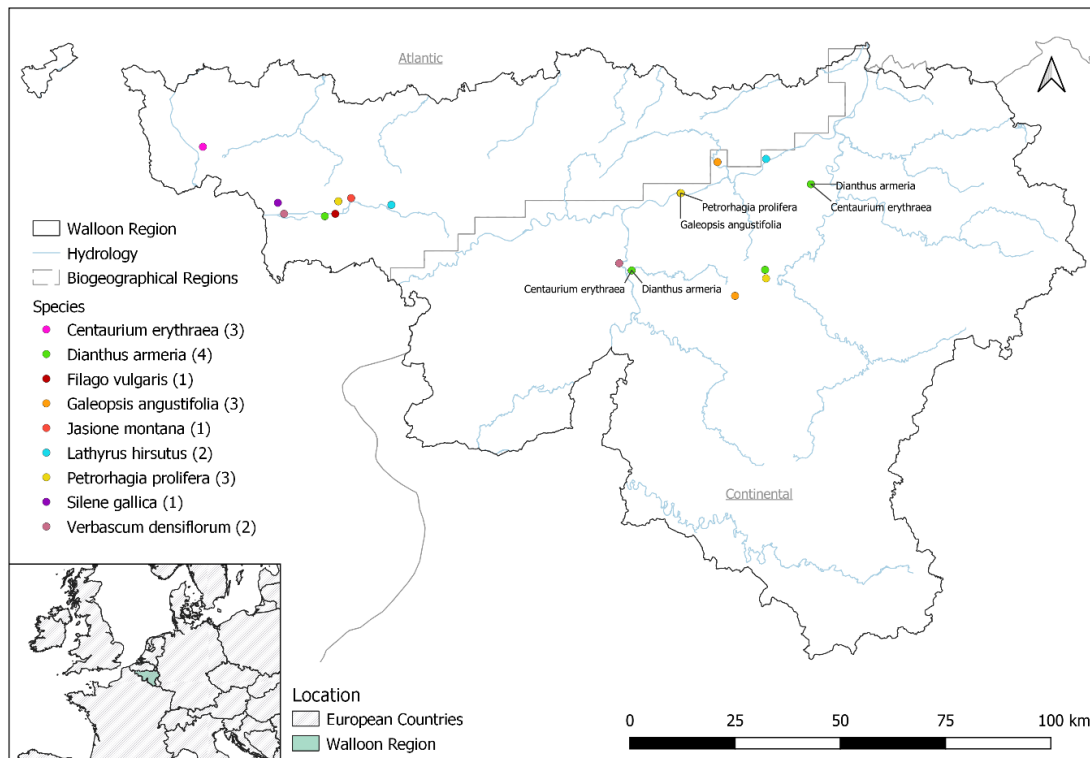 Atlantic
Dianthus armeria
Centaurium erythraea
Petrorhagia prolifera
Galeopsis angustifolia
Centaurium erythraea
Dianthus armeria
Continental
Walloon Region
Hydrology
Biogeographical Regions
Species
Centaurium erythraea (3)
Dianthus armeria (4)
Filago vulgaris (1)
Galeopsis angustifolia (3)
Jasione montana (1)
Lathyrus hirsutus (2)
Petrorhagia prolifera (3)
Silene gallica (1)
Verbascum densiflorum (2)
Location
European Countries
Walloon Region
0 25 50 75 100 km